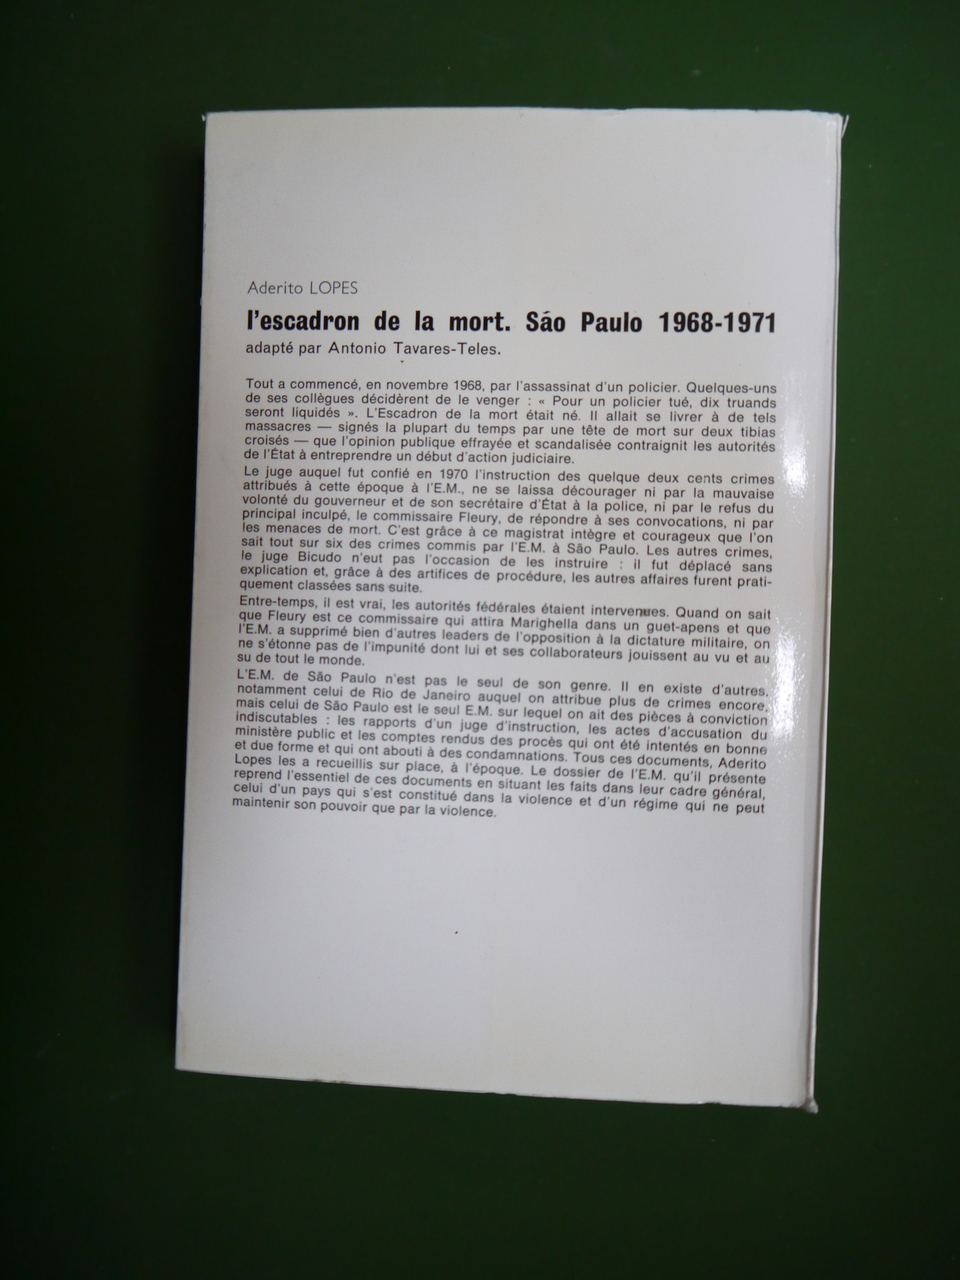 Aderito LOPES
l'escadron de la mort. São Paulo 1968-1971
adapté par Antonio Tavares-Teles.
Tout a commencé, en novembre 1968, par l'assassinat d'un policier. Quelques-uns
de ses collègues décidèrent de le venger : « Pour un policier tué, dix truands
seront liquidés ». L'Escadron de la mort était né. Il allait se livrer à de tels
massacres — signés la plupart du temps par une tête de mort sur deux tibias
croisés — que l'opinion publique effrayée et scandalisée contraignit les autorités
de l'État à entreprendre un début d'action judiciaire.
Le juge auquel fut confié en 1970 l'instruction des quelque deux cents crimes
attribués à cette époque à l'E.M., ne se laissa décourager ni par la mauvaise
volonté du gouverneur et de son secrétaire d'État à la police, ni par le refus du
principal inculpé, le commissaire Fleury, de répondre à ses convocations, ni par
les menaces de mort. C'est grâce à ce magistrat intègre et courageux que l'on
sait tout sur six des crimes commis par l'E.M. à São Paulo. Les autres crimes,
le juge Bicudo n'eut pas l'occasion de les instruire : il fut déplacé sans
explication et, grâce à des artifices de procédure, les autres affaires furent prati-
quement classées sans suite.
Entre-temps, il est vrai, les autorités fédérales étaient intervenues. Quand on sait
que Fleury est ce commissaire qui attira Marighella dans un guet-apens et que
l'E.M. a supprimé bien d'autres leaders de l'opposition à la dictature militaire, on
ne s'étonne pas de l'impunité dont lui et ses collaborateurs jouissent au vu et au
su de tout le monde.
L'E.M. de São Paulo n'est pas le seul de son genre. Il en existe d'autres,
notamment celui de Rio de Janeiro auquel on attribue plus de crimes encore,
mais celui de São Paulo est le seul E.M. sur lequel on ait des pièces à conviction
indiscutables : les rapports d'un juge d'instruction, les actes d'accusation du
ministère public et les comptes rendus des procès qui ont été intentés en bonne
et due forme et qui ont abouti à des condamnations. Tous ces documents, Aderito
Lopes les a recueillis sur place, à l'époque. Le dossier de l'E.M. qu'il présente
reprend l'essentiel de ces documents en situant les faits dans leur cadre général,
celui d'un pays qui s'est constitué dans la violence et d'un régime qui ne peut
maintenir son pouvoir que par la violence.